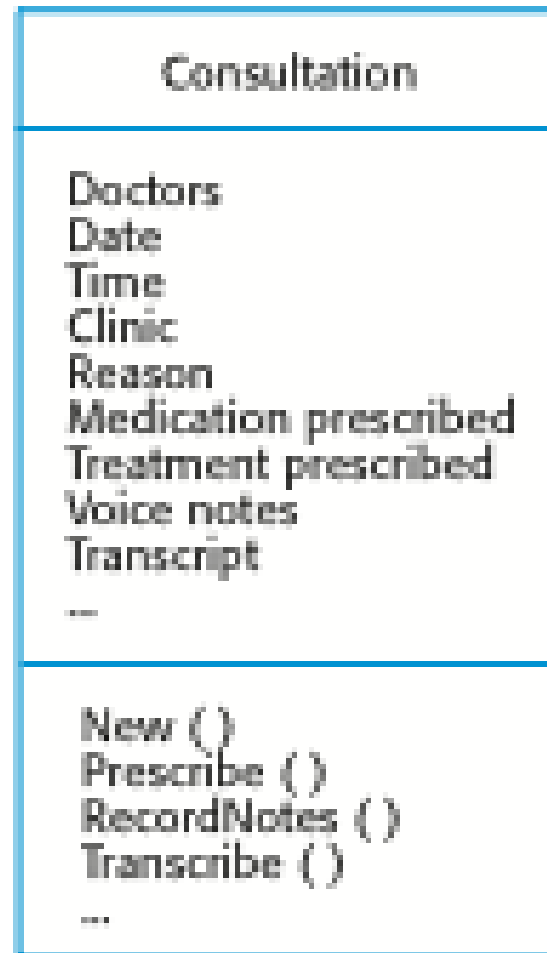 Consultation
Doctors
Date
Time
Clinic
Reason
Medication prescribed
Treatment prescribed
Voice notes
Transcript
...
New ( )
Prescribe ( )
RecordNotes ( )
Transcribe ( )
...